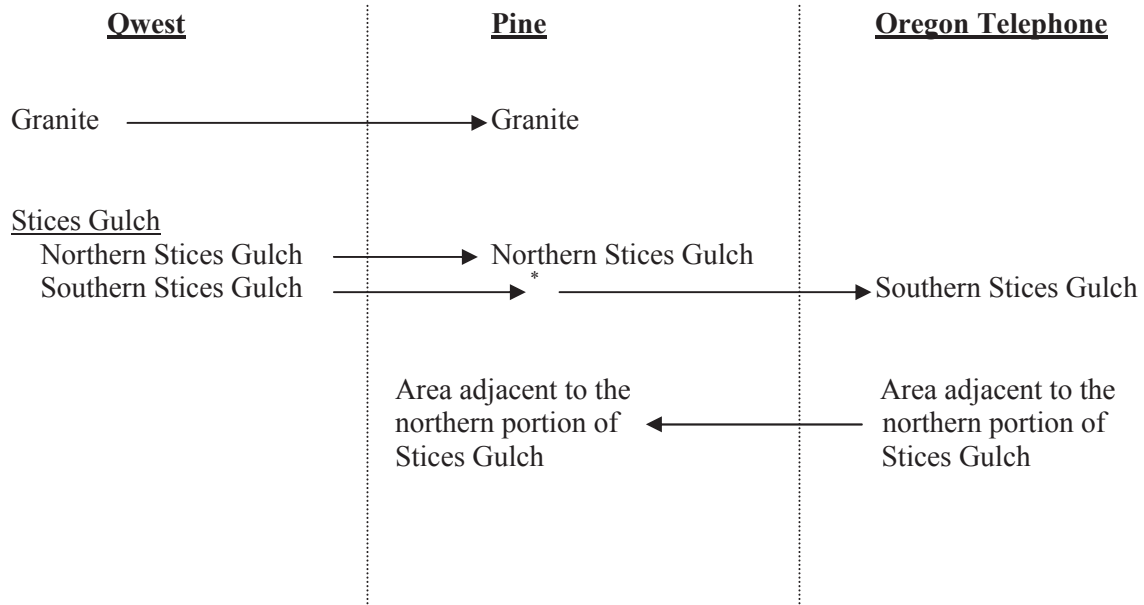 Qwest Pine Oregon Telephone
Granite Granite
Stices Gulch
Northern Stices Gulch Northern Stices Gulch
Southern Stices Gulch * Southern Stices Gulch
Area adjacent to the
northern portion of
Stices Gulch
Area adjacent to the
northern portion of
Stices Gulch